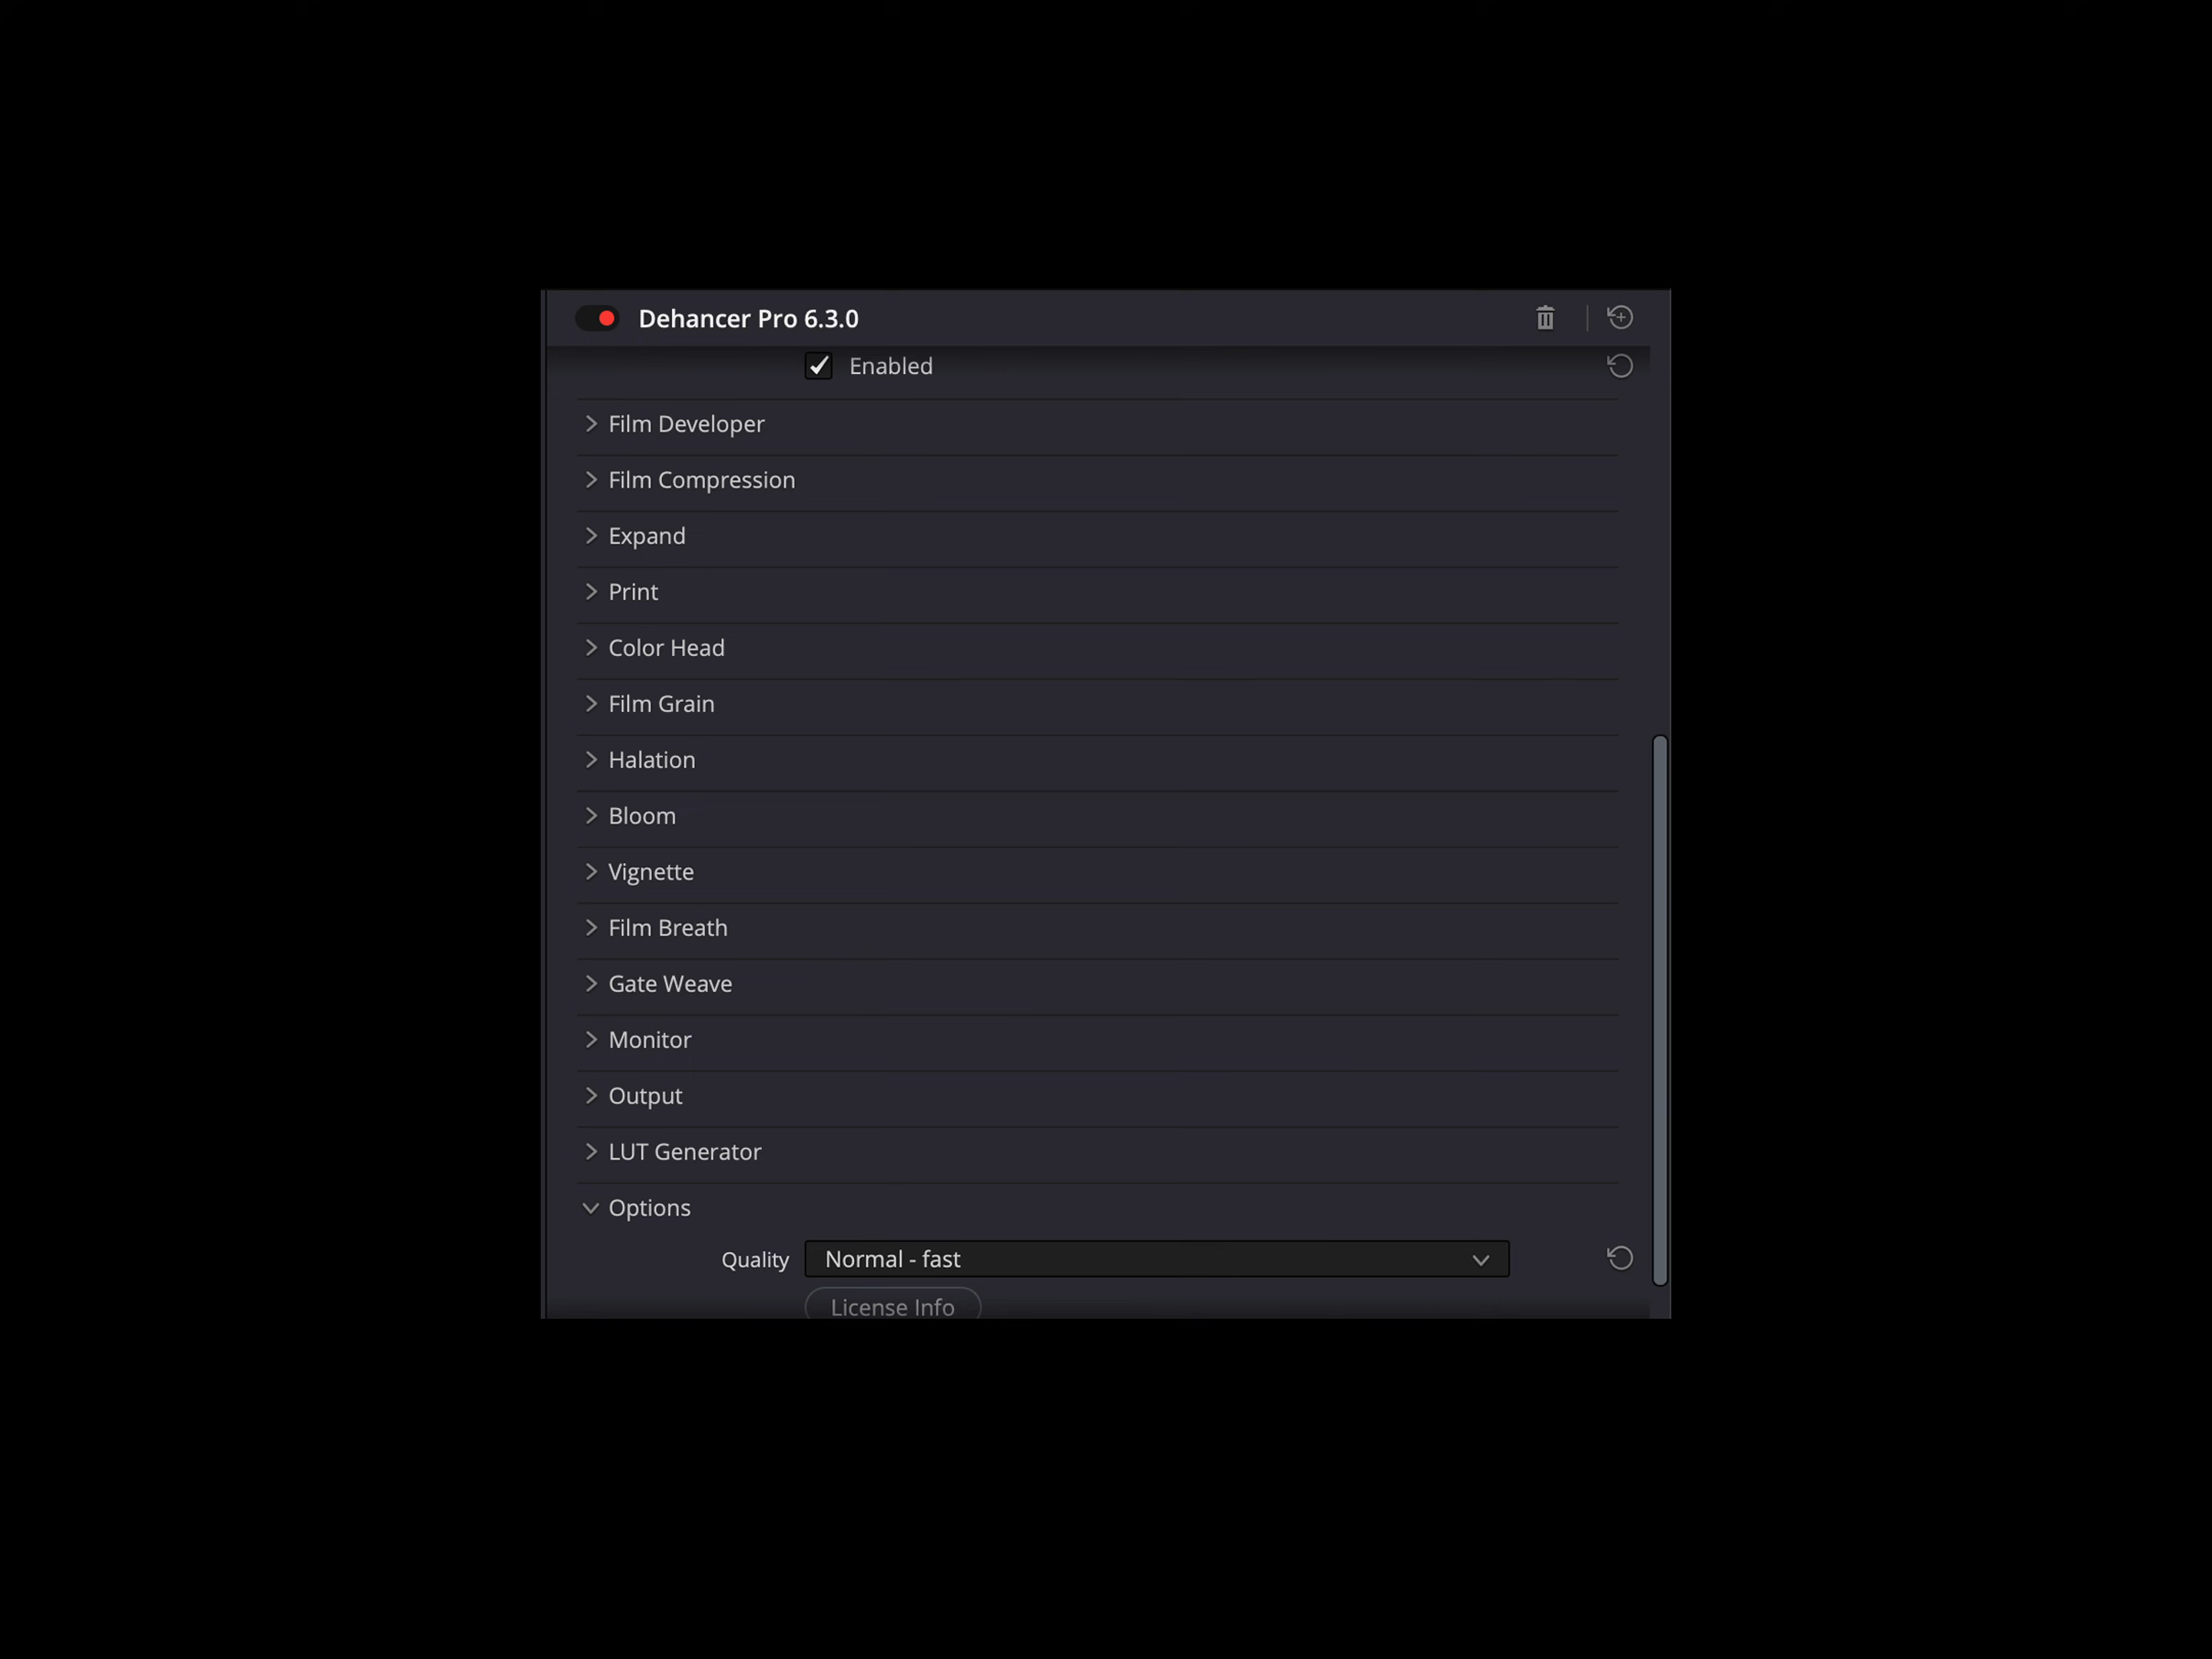 Dehancer Pro 6.3.0
Enabled
Film Developer
Film Compression
Expand
Print
Color Head
Film Grain
Halation
Bloom
Vignette
Film Breath
Gate Weave
Monitor
Output
LUT Generator
Options
Quality Normal - fast
License Info